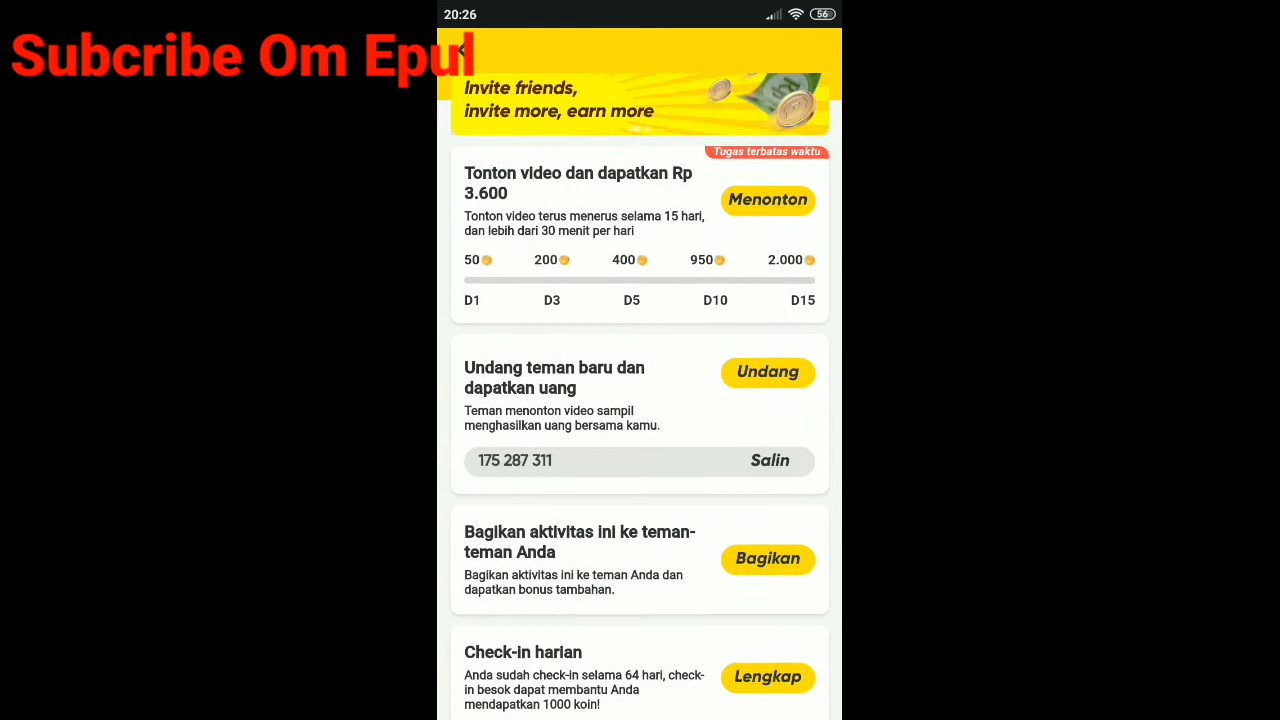 20:26
56
Subcribe Om Epul
Invite friends,
invite more, earn more
Tugas terbatas waktu
Tonton video dan dapatkan Rp
3.600
Menonton
Tonton video terus menerus selama 15 hari,
dan lebih dari 30 menit per hari
50 200 400 950 2.000
D1 D3 D5 D10 D15
Undang teman baru dan
dapatkan uang
Undang
Teman menonton video sampil
menghasilkan uang bersama kamu.
175 287 311 Salin
Bagikan aktivitas ini ke teman-
teman Anda
Bagikan
Bagikan aktivitas ini ke teman Anda dan
dapatkan bonus tambahan.
Check-in harian
Lengkap
Anda sudah check-in selama 64 hari, check-
in besok dapat membantu Anda
mendapatkan 1000 koin!